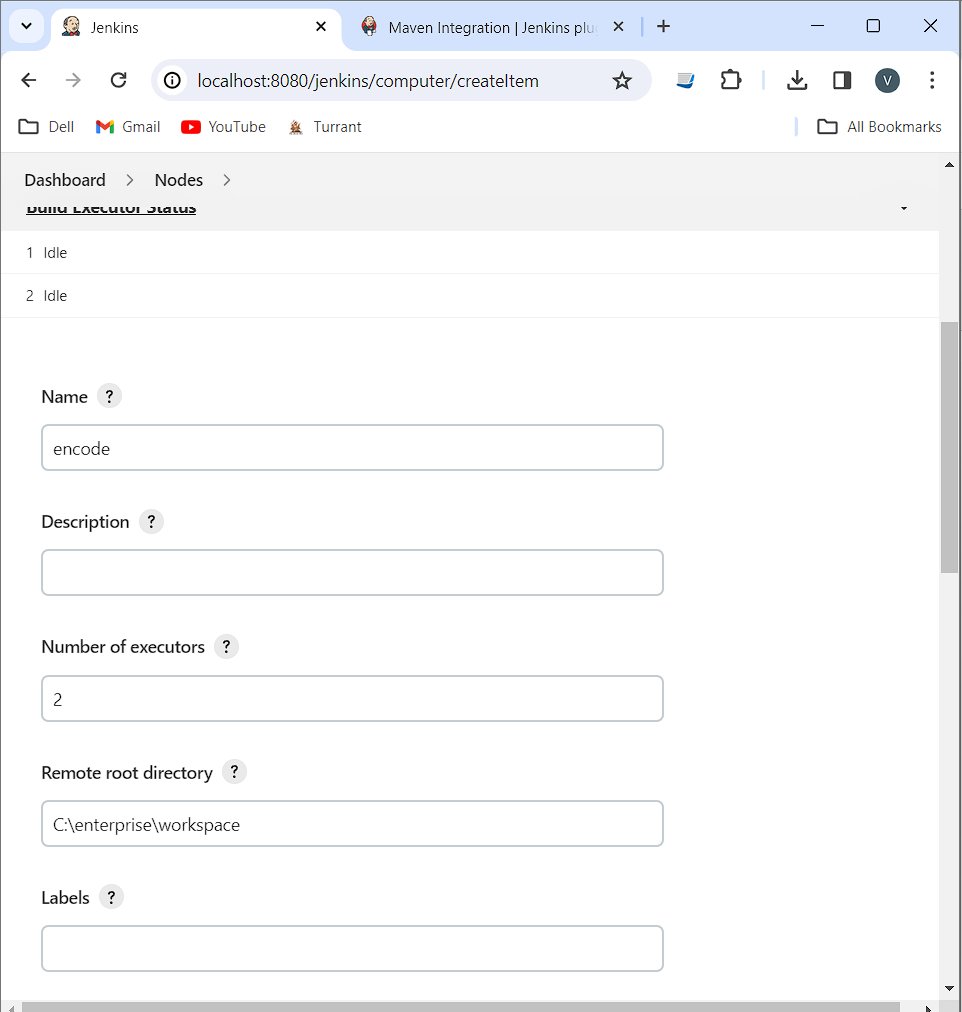 Jenkins
Maven Integration | Jenkins plu
localhost:8080/jenkins/computer/createItem
V
Dell
Gmail
YouTube
Turrant
All Bookmarks
Dashboard > Nodes >
Build Executor Status
1 Idle
2 Idle
Name ?
encode
Description ?
Number of executors ?
2
Remote root directory ?
C:\enterprise\workspace
Labels ?